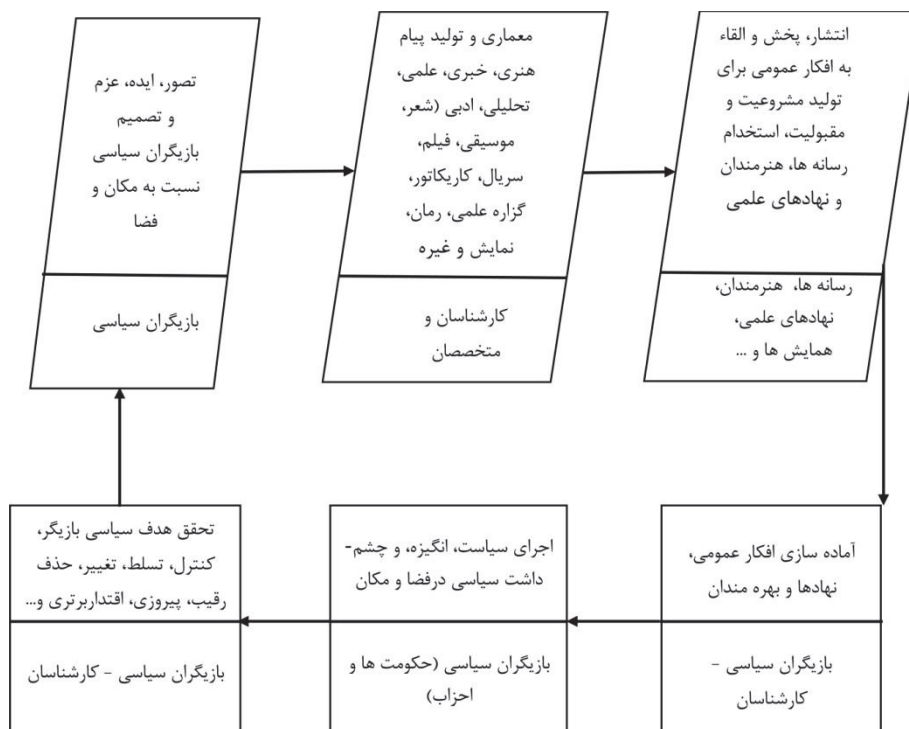 تصور، ایده، عزم
و تصمیم
بازیگران سیاسی
نسبت به مکان و
فضا
بازیگران سیاسی
معماری و تولید پیام
هنری، خبری، علمی،
تحلیلی، ادبی (شعر،
موسیقی، فیلم،
سریال، کاریکاتور،
گزاره علمی، رمان،
نمایش و غیره
کارشناسان و
متخصصان
انتشار، پخش و القاء
به افکار عمومی برای
تولید مشروعیت و
مقبولیت، استخدام
رسانه ها، هنرمندان
و نهادهای علمی
رسانه ها، هنرمندان،
نهادهای علمی،
همایش ها و ...
آماده سازی افکار عمومی،
نهادها و بهره مندان
بازیگران سیاسی –
کارشناسان
اجرای سیاست، انگیزه، و چشم-
داشت سیاسی درفضا و مکان
بازیگران سیاسی (حکومت ها و
احزاب)
تحقق هدف سیاسی بازیگر،
کنترل، تسلط، تغییر، حذف
رقیب، پیروزی، اقتداربرتری و...
بازیگران سیاسی – کارشناسان